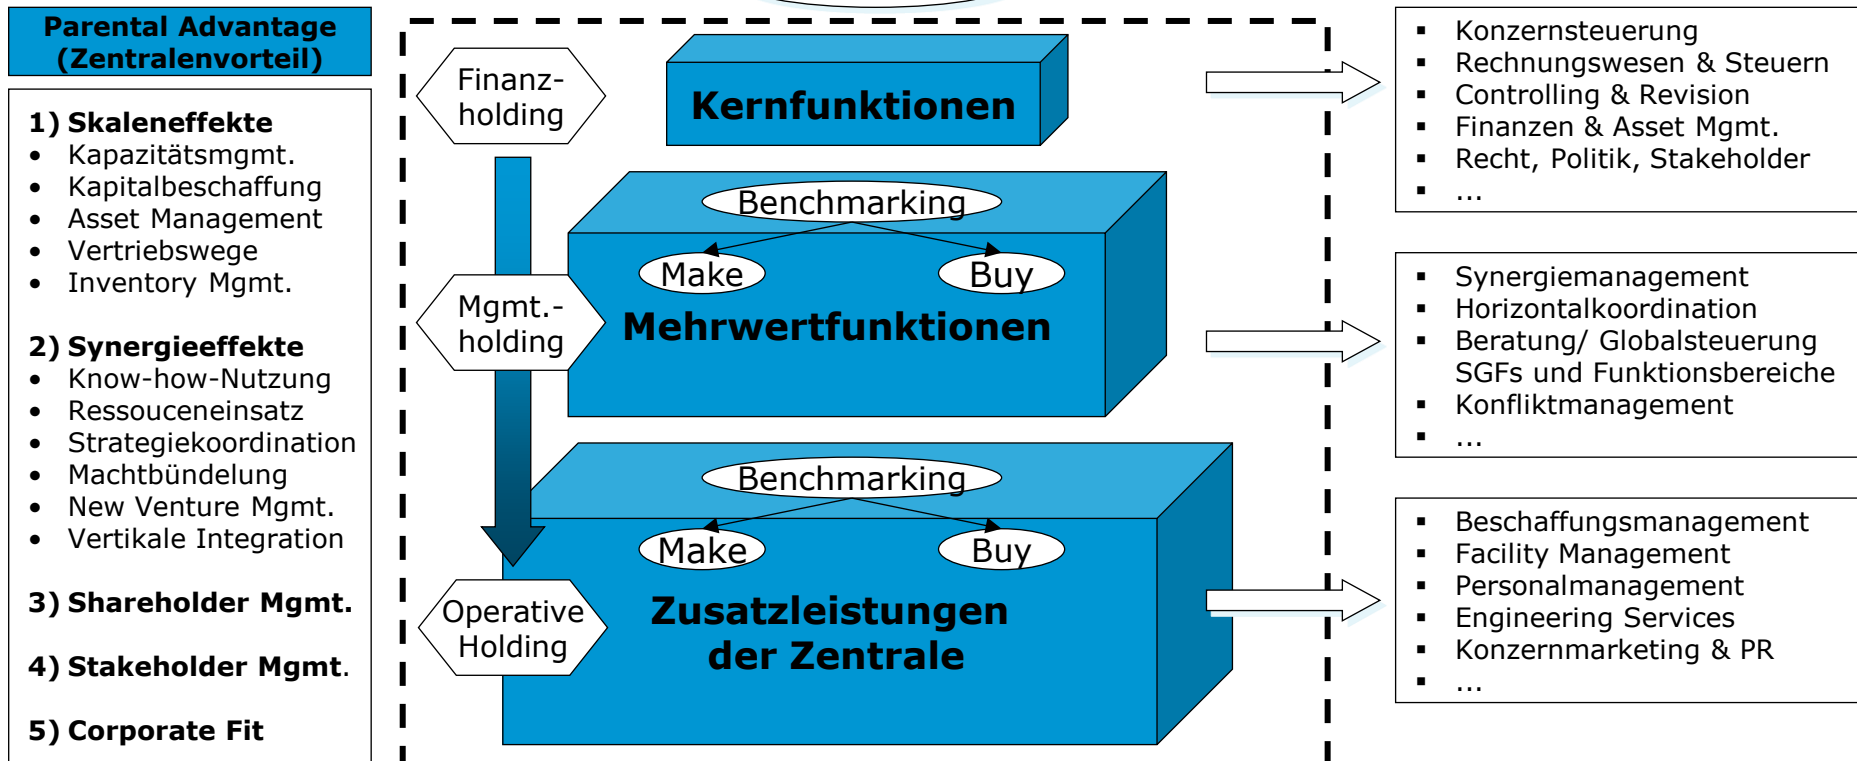 Parental Advantage
(Zentralenvorteil)
1) Skaleneffekte
• Kapazitätsmgmt.
• Kapitalbeschaffung
• Asset Management
• Vertriebswege
• Inventory Mgmt.
2) Synergieeffekte
• Know-how-Nutzung
• Ressouceneinsatz
• Strategiekoordination
• Machtbündelung
• New Venture Mgmt.
• Vertikale Integration
3) Shareholder Mgmt.
4) Stakeholder Mgmt.
5) Corporate Fit
Finanz-
holding
Kernfunktionen
Benchmarking
Make
Buy
Mgmt.-
holding
Mehrwertfunktionen
Benchmarking
Make
Buy
Operative
Holding
Zusatzleistungen
der Zentrale
▪ Konzernsteuerung
▪ Rechnungswesen & Steuern
▪ Controlling & Revision
▪ Finanzen & Asset Mgmt.
▪ Recht, Politik, Stakeholder
▪ ...
▪ Synergiemanagement
▪ Horizontalkoordination
▪ Beratung/ Globalsteuerung
SGFs und Funktionsbereiche
▪ Konfliktmanagement
▪ ...
▪ Beschaffungsmanagement
▪ Facility Management
▪ Personalmanagement
▪ Engineering Services
▪ Konzernmarketing & PR
▪ ...